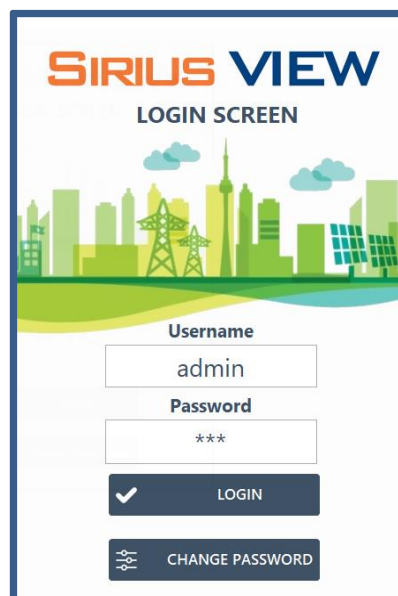 SIRIUS VIEW
LOGIN SCREEN
Username
admin
Password
***
LOGIN
CHANGE PASSWORD